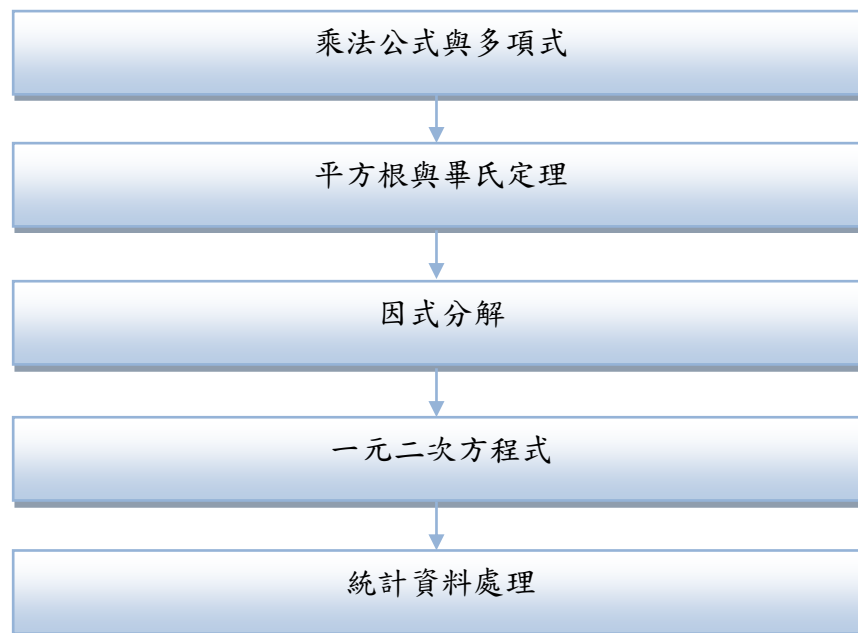 乘法公式與多項式
平方根與畢氏定理
因式分解
一元二次方程式
統計資料處理